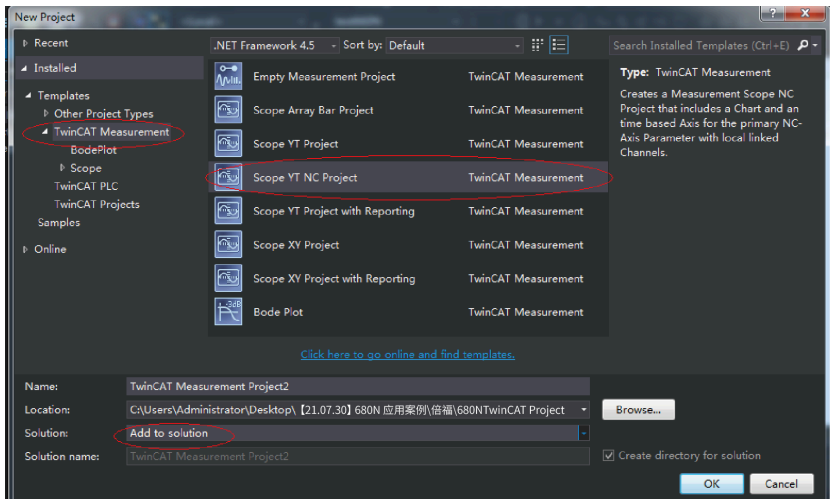 New Project
Recent
.NET Framework 4.5
Sort by: Default
Search Installed Templates (Ctrl+E)
Installed
Templates
Other Project Types
TwinCAT Measurement
BodePlot
Scope
TwinCAT PLC
TwinCAT Projects
Samples
Online
Empty Measurement Project TwinCAT Measurement
Scope Array Bar Project TwinCAT Measurement
Scope YT Project TwinCAT Measurement
Scope YT NC Project TwinCAT Measurement
Scope YT Project with Reporting TwinCAT Measurement
Scope XY Project TwinCAT Measurement
Scope XY Project with Reporting TwinCAT Measurement
Bode Plot TwinCAT Measurement
Click here to go online and find templates.
Type: TwinCAT Measurement
Creates a Measurement Scope NC
Project that includes a Chart and an
time based Axis for the primary NC-
Axis Parameter with local linked
Channels.
Name: TwinCAT Measurement Project2
Location: C:\Users\Administrator\Desktop\【21.07.30】680N 应用案例\倍福\680NTwinCAT Project Browse...
Solution: Add to solution
Solution name: TwinCAT Measurement Project2
Create directory for solution
OK Cancel